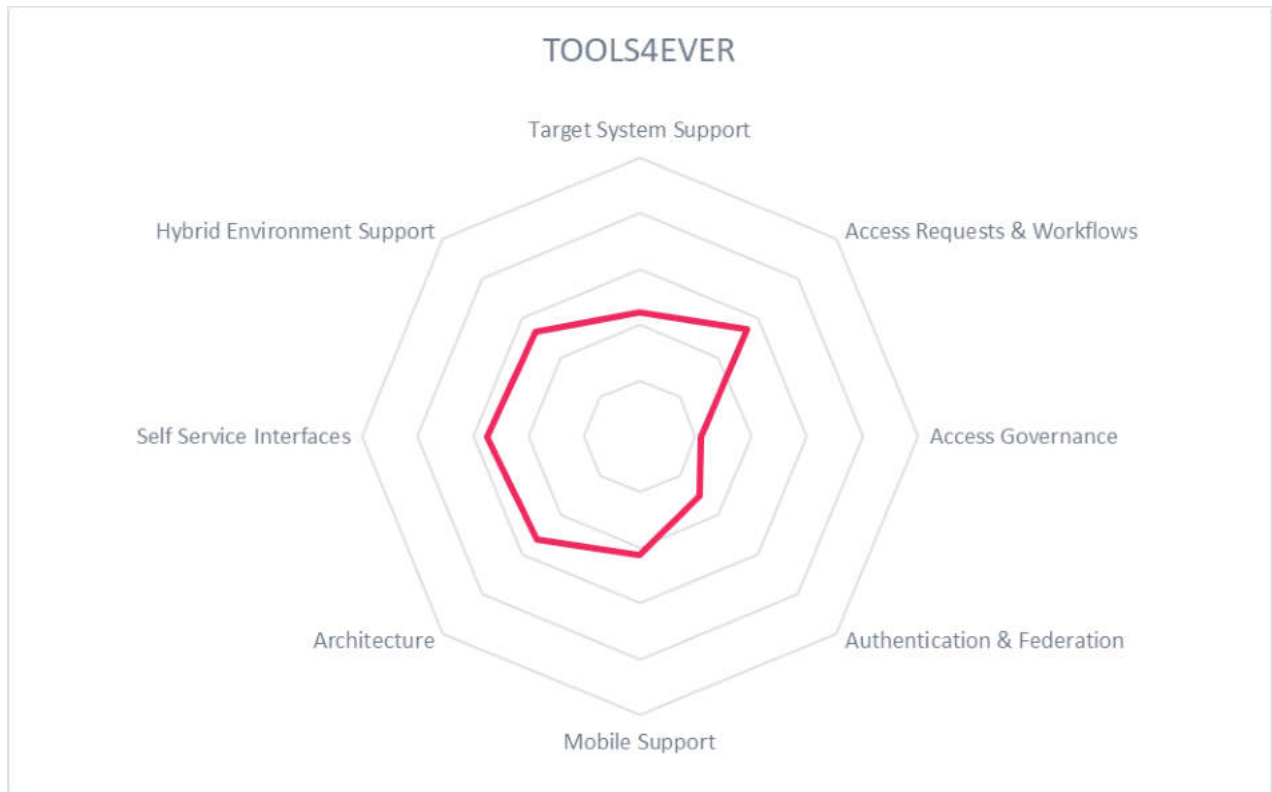 TOOLS4EVER
Target System Support
Hybrid Environment Support
Access Requests & Workflows
Self Service Interfaces
Access Governance
Architecture
Authentication & Federation
Mobile Support